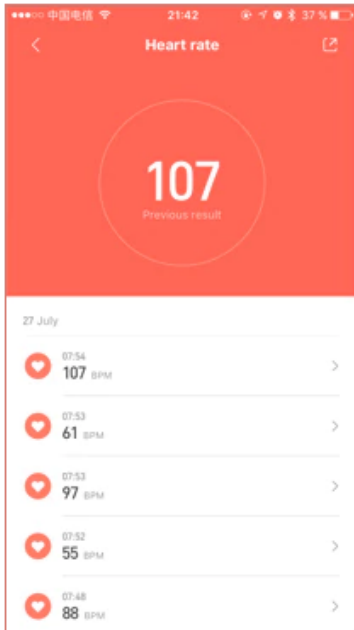 中国电信 21:42 37 %
Heart rate
107
Previous result
27 July
07:54
107 BPM
07:53
61 BPM
07:53
97 BPM
07:52
55 BPM
07:48
88 BPM